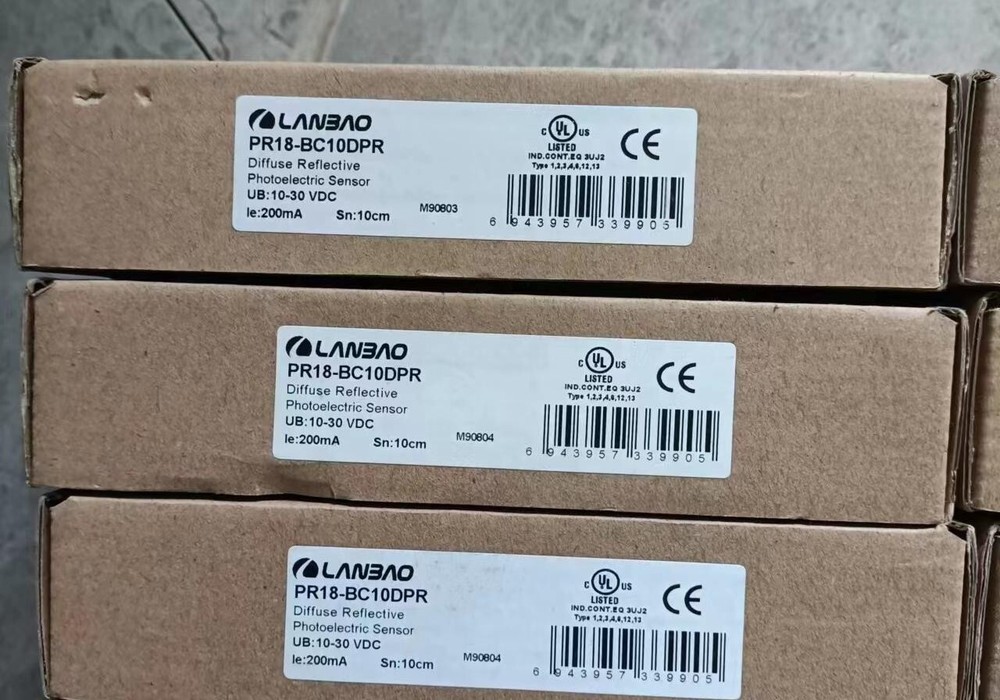 LANBAO
PR18-BC10DPR
Diffuse Reflective
Photoelectric Sensor
UB:10-30 VDC
Ie:200mA Sn:10cm M90803
C UL US
LISTED
IND.CONT.EQ 3UJ2
Type 1,2,3,4,6,12,13
CE
6 943957 339905
LANBAO
PR18-BC10DPR
Diffuse Reflective
Photoelectric Sensor
UB:10-30 VDC
Ie:200mA Sn:10cm M90804
C UL US
LISTED
IND.CONT.EQ 3UJ2
Type 1,2,3,4,6,12,13
CE
6 943957 339905
LANBAO
PR18-BC10DPR
Diffuse Reflective
Photoelectric Sensor
UB:10-30 VDC
Ie:200mA Sn:10cm M90804
C UL US
LISTED
IND.CONT.EQ 3UJ2
Type 1,2,3,4,6,12,13
CE
6 943957 339905